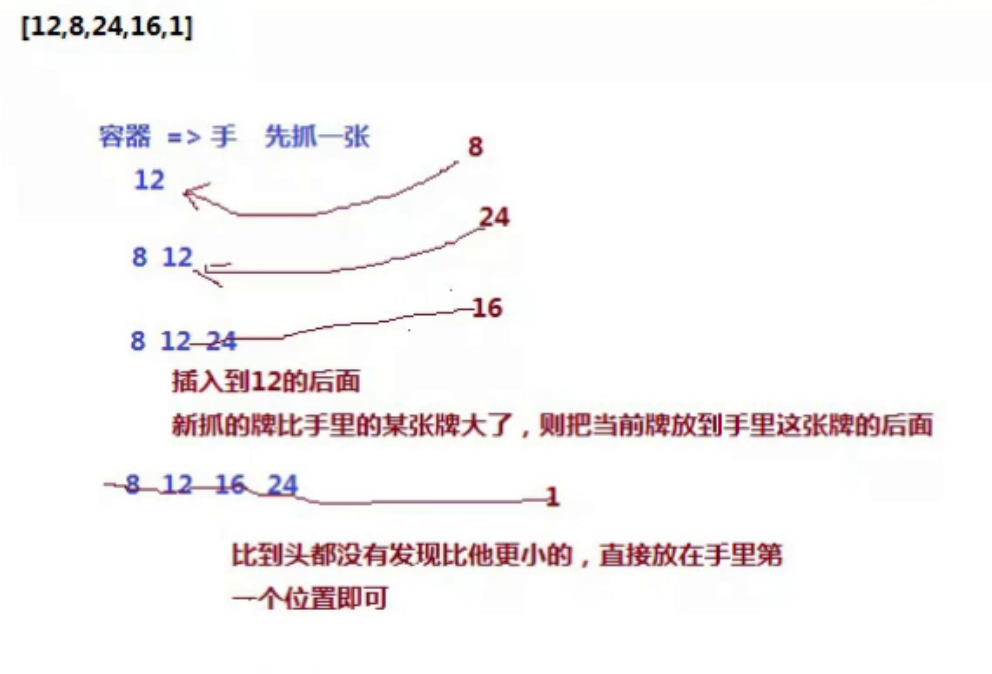 [12,8,24,16,1]
容器 => 手 先抓一张
8
12
24
8 12
16
8 12 24
插入到12的后面
新抓的牌比手里的某张牌大了，则把当前牌放到手里这张牌的后面
8 12 16 24
1
比到头都没有发现比他更小的，直接放在手里第
一个位置即可